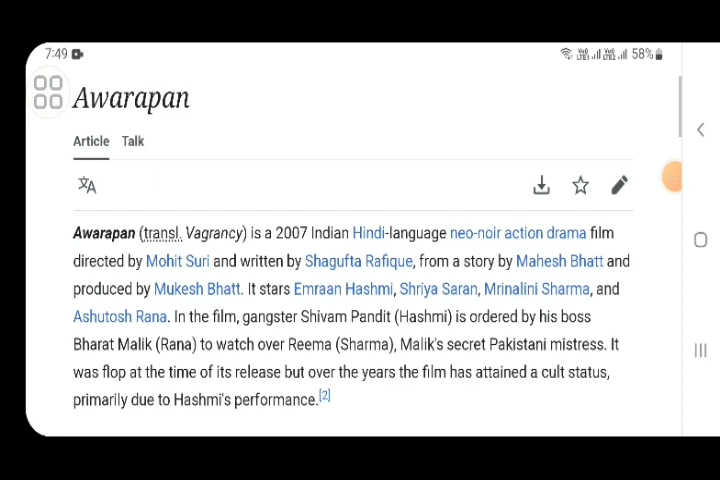 7:49
Vo) LTE1 Vo) LTE2 58%
Awarapan
Article Talk
Awarapan (transl. Vagrancy) is a 2007 Indian Hindi-language neo-noir action drama film
directed by Mohit Suri and written by Shagufta Rafique, from a story by Mahesh Bhatt and
produced by Mukesh Bhatt. It stars Emraan Hashmi, Shriya Saran, Mrinalini Sharma, and
Ashutosh Rana. In the film, gangster Shivam Pandit (Hashmi) is ordered by his boss
Bharat Malik (Rana) to watch over Reema (Sharma), Malik's secret Pakistani mistress. It
was flop at the time of its release but over the years the film has attained a cult status,
primarily due to Hashmi's performance.[2]